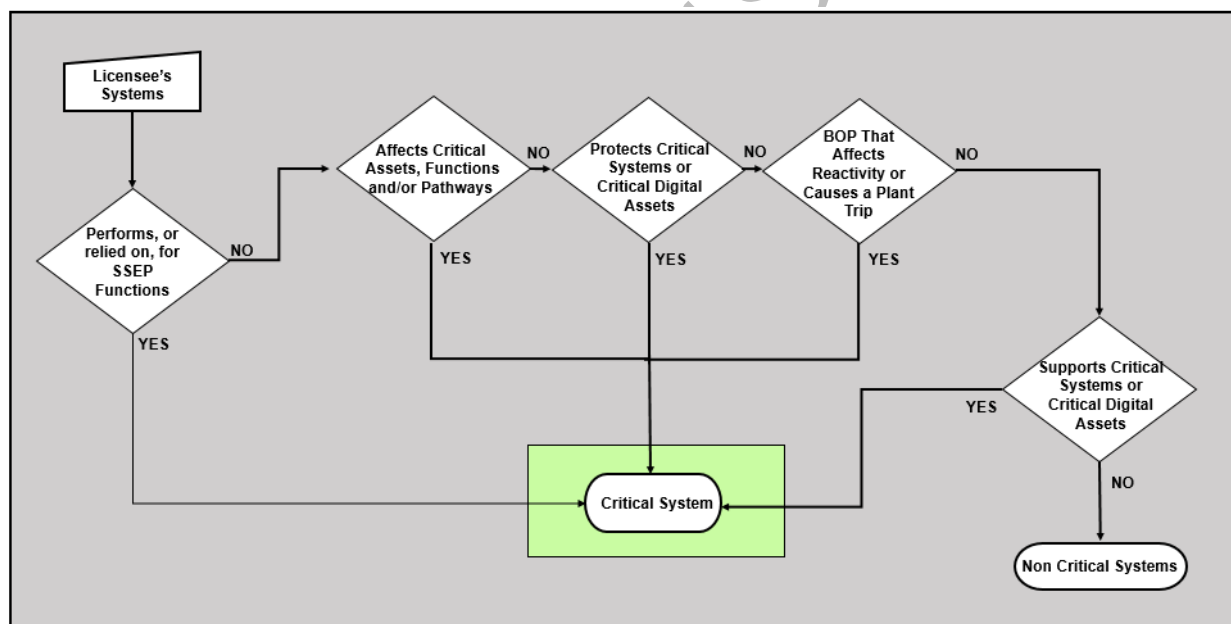 Licensee's
Systems
Performs, or
relied on, for
SSEP
Functions
NO
YES
Affects Critical
Assets, Functions
and/or Pathways
NO
YES
Protects Critical
Systems or
Critical Digital
Assets
NO
YES
BOP That
Affects
Reactivity or
Causes a Plant
Trip
NO
YES
Supports Critical
Systems or
Critical Digital
Assets
YES
NO
Critical System
Non Critical Systems